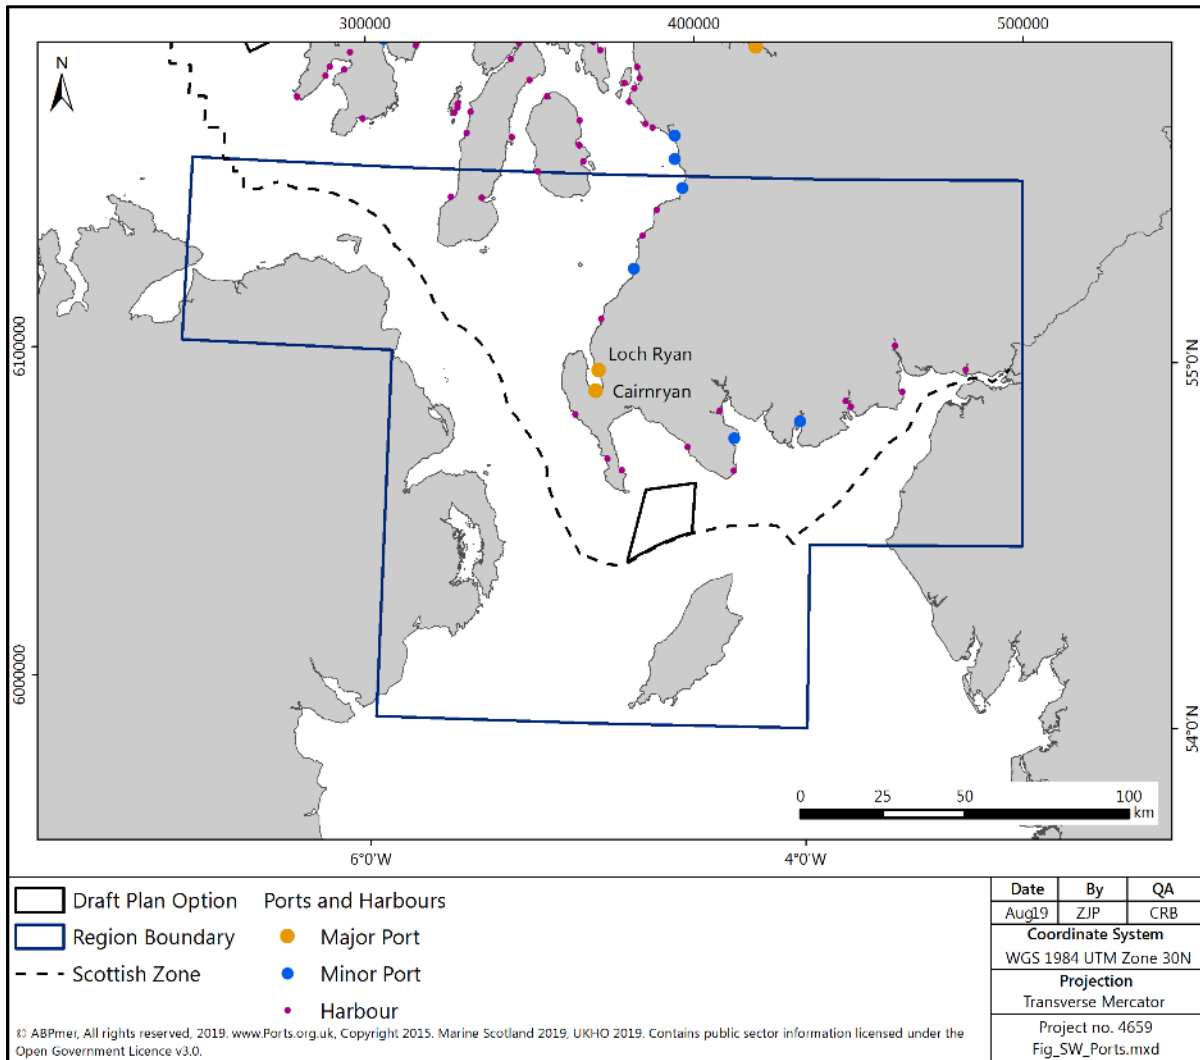 300000 400000 500000
N
6100000
55°0'N
Loch Ryan
Cairnryan
6000000
54°0'N
0 25 50 100
km
6°0'W 4°0'W
Draft Plan Option
Region Boundary
Scottish Zone
Ports and Harbours
Major Port
Minor Port
Harbour
© ABPmer, All rights reserved, 2019. www.Ports.org.uk, Copyright 2015. Marine Scotland 2019, UKHO 2019. Contains public sector information licensed under the
Open Government Licence v3.0.
Date By QA
Aug19 ZJP CRB
Coordinate System
WGS 1984 UTM Zone 30N
Projection
Transverse Mercator
Project no. 4659
Fig_SW_Ports.mxd